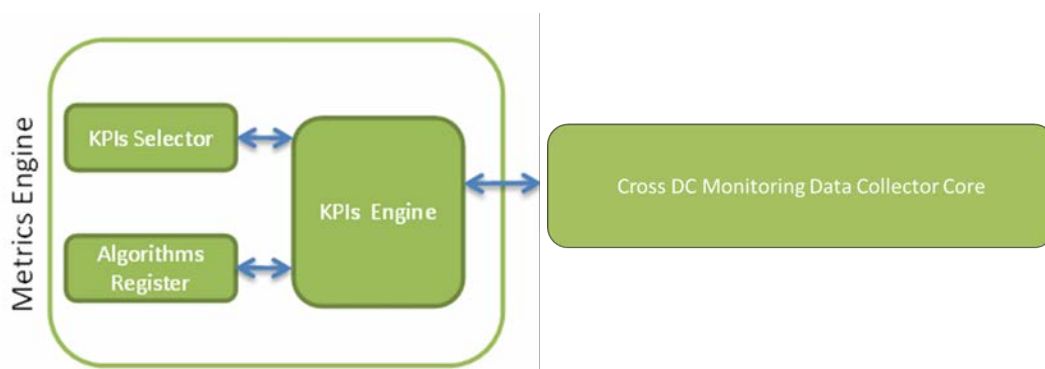 Metrics Engine
KPIs Selector
Algorithms
Register
KPIs Engine
Cross DC Monitoring Data Collector Core